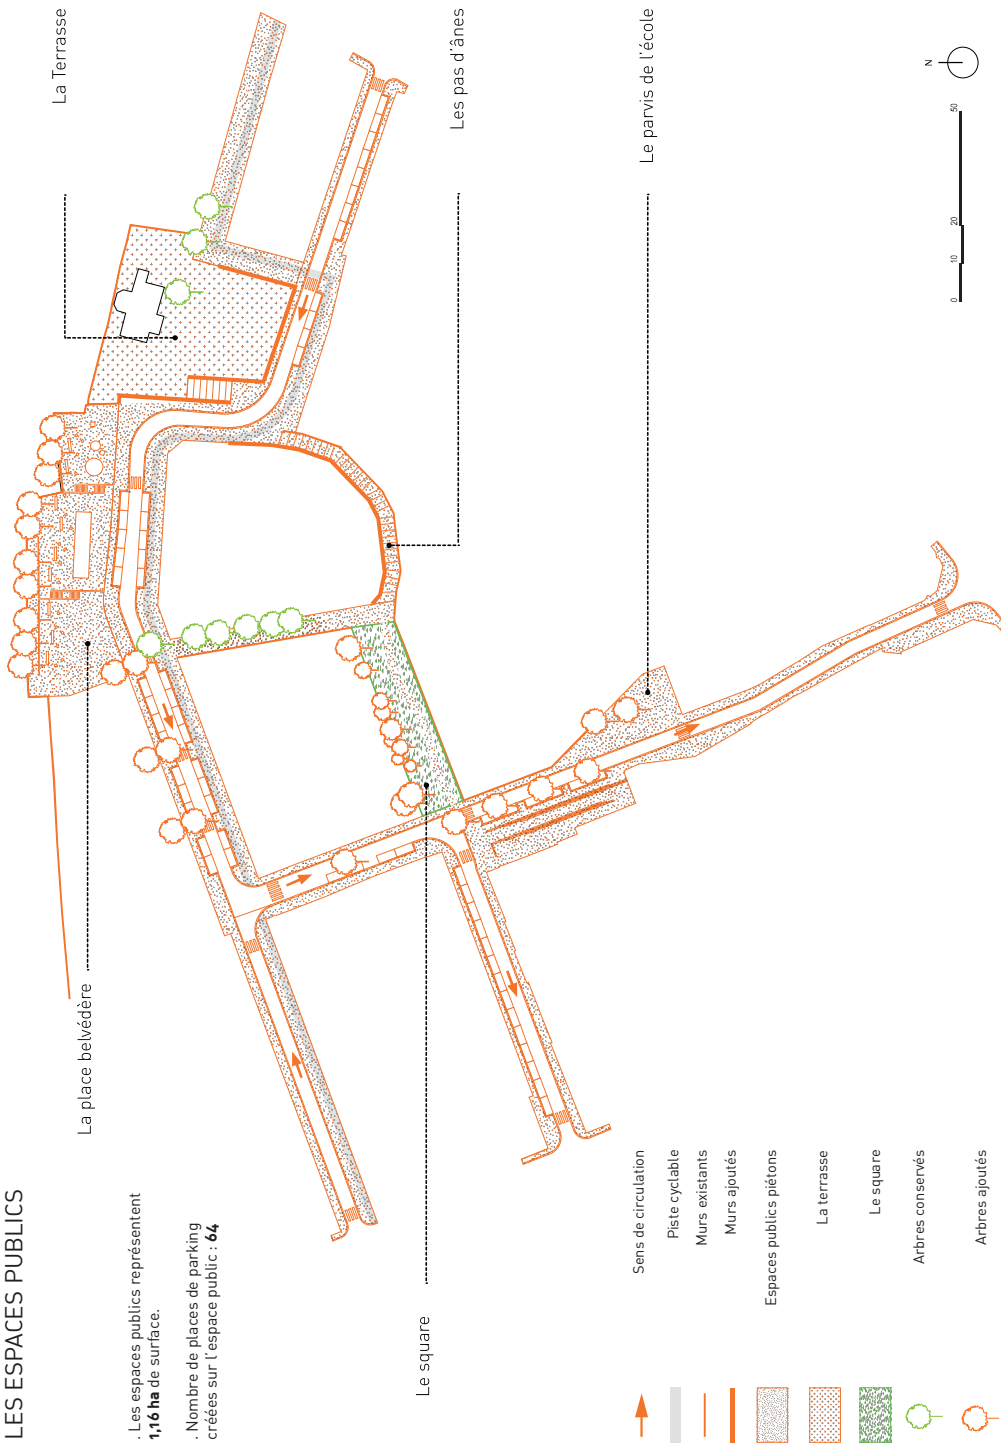 LES ESPACES PUBLICS
. Les espaces publics représentent
1,16 ha de surface.
. Nombre de places de parking
créées sur l'espace public : 64
La place belvédère
La Terrasse
Le square
Les pas d'ânes
Le parvis de l'école
Sens de circulation
Piste cyclable
Murs existants
Murs ajoutés
Espaces publics piétons
La terrasse
Le square
Arbres conservés
Arbres ajoutés
N
0 10 20 50